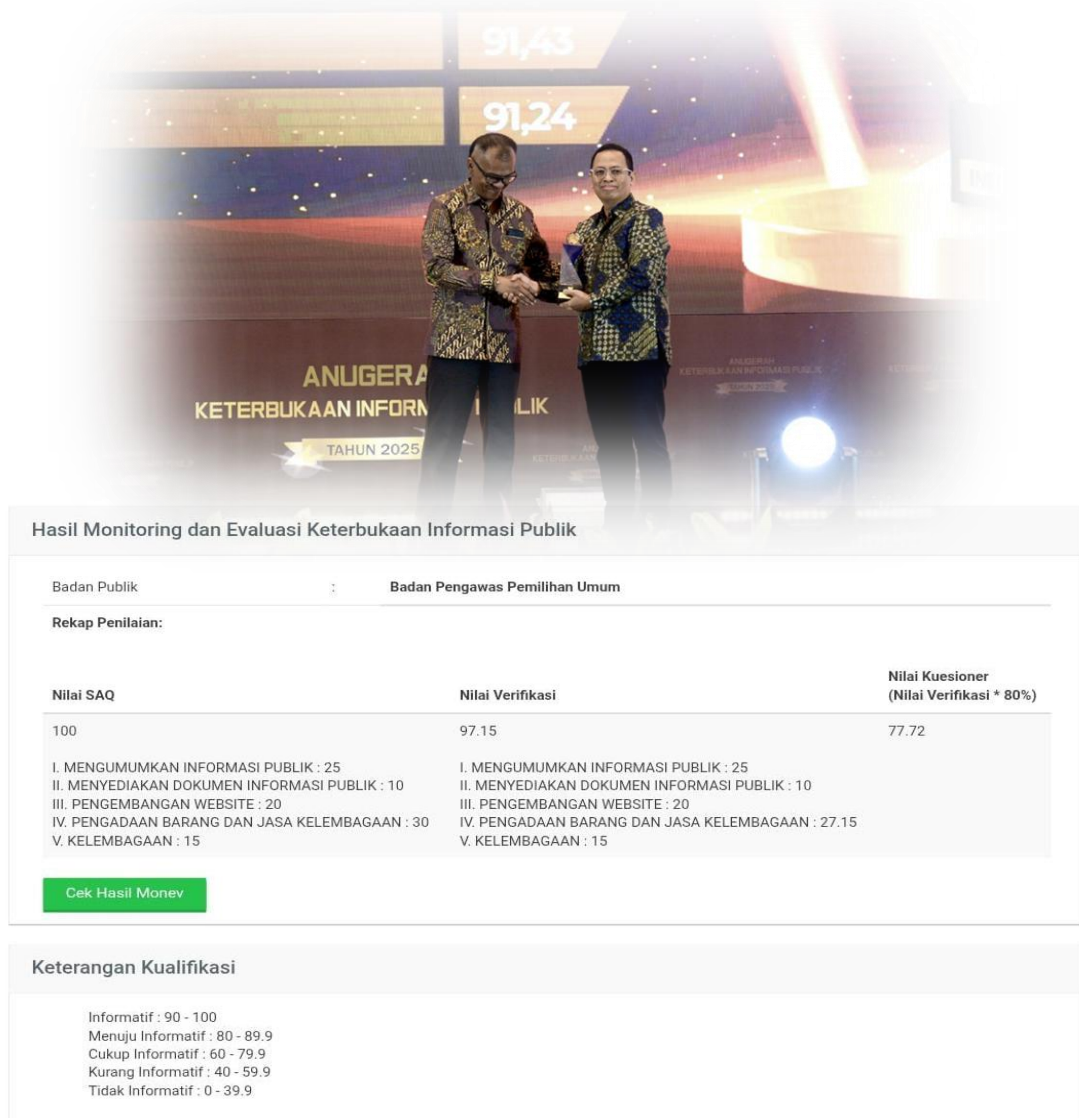 91,43
91,24
ANUGERA
KETERBUKAAN INFORM
LIK
TAHUN 2025
ANUGERAH
KETERBUKAAN INFORMASI PUBLIK
TAHUN 2025
Hasil Monitoring dan Evaluasi Keterbukaan Informasi Publik
Badan Publik : Badan Pengawas Pemilihan Umum
Rekap Penilaian:
Nilai SAQ
Nilai Verifikasi
Nilai Kuesioner
(Nilai Verifikasi * 80%)
100
I. MENGUMUMKAN INFORMASI PUBLIK : 25
II. MENYEDIAKAN DOKUMEN INFORMASI PUBLIK : 10
III. PENGEMBANGAN WEBSITE : 20
IV. PENGADAAN BARANG DAN JASA KELEMBAGAAN : 30
V. KELEMBAGAAN : 15
97.15
I. MENGUMUMKAN INFORMASI PUBLIK : 25
II. MENYEDIAKAN DOKUMEN INFORMASI PUBLIK : 10
III. PENGEMBANGAN WEBSITE : 20
IV. PENGADAAN BARANG DAN JASA KELEMBAGAAN : 27.15
V. KELEMBAGAAN : 15
77.72
Cek Hasil Monev
Keterangan Kualifikasi
Informatif : 90 - 100
Menuju Informatif : 80 - 89.9
Cukup Informatif : 60 - 79.9
Kurang Informatif : 40 - 59.9
Tidak Informatif : 0 - 39.9